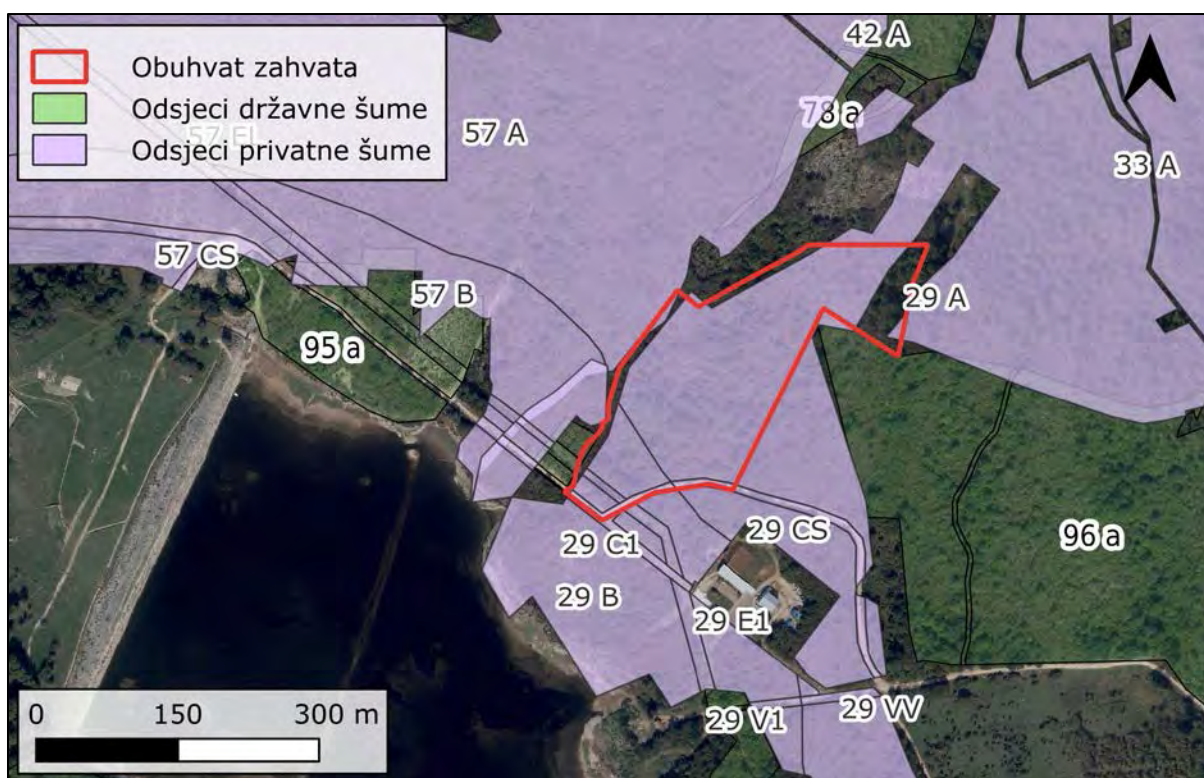 Obuhvat zahvata
Odsjeci državne šume
Odsjeci privatne šume
42 A
57 A
78 a
33 A
57 CS
57 B
29 A
95 a
29 C1
29 CS
96 a
29 B
29 E1
29 V1
29 VV
0 150 300 m